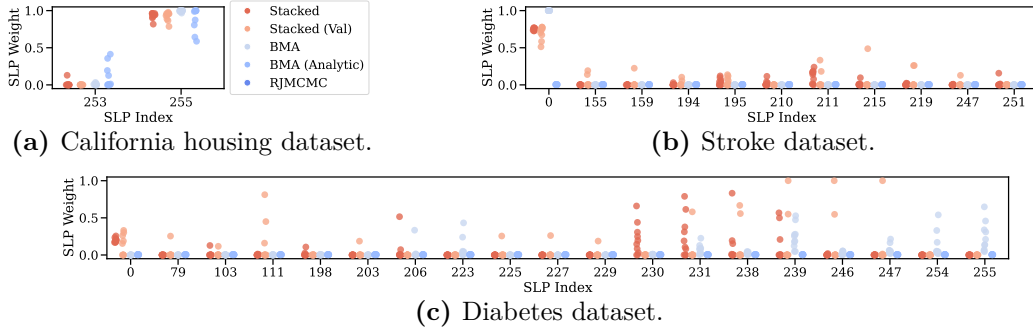 SLP Weight
1.0
0.5
0.0
253
255
SLP Index
Stacked
Stacked (Val)
BMA
BMA (Analytic)
RJMCMC
(a) California housing dataset.
SLP Weight
1.0
0.5
0.0
0 155 159 194 195 210 211 215 219 247 251
SLP Index
(b) Stroke dataset.
SLP Weight
1.0
0.5
0.0
0 79 103 111 198 203 206 223 225 227 229 230 231 238 239 246 247 254 255
SLP Index
(c) Diabetes dataset.